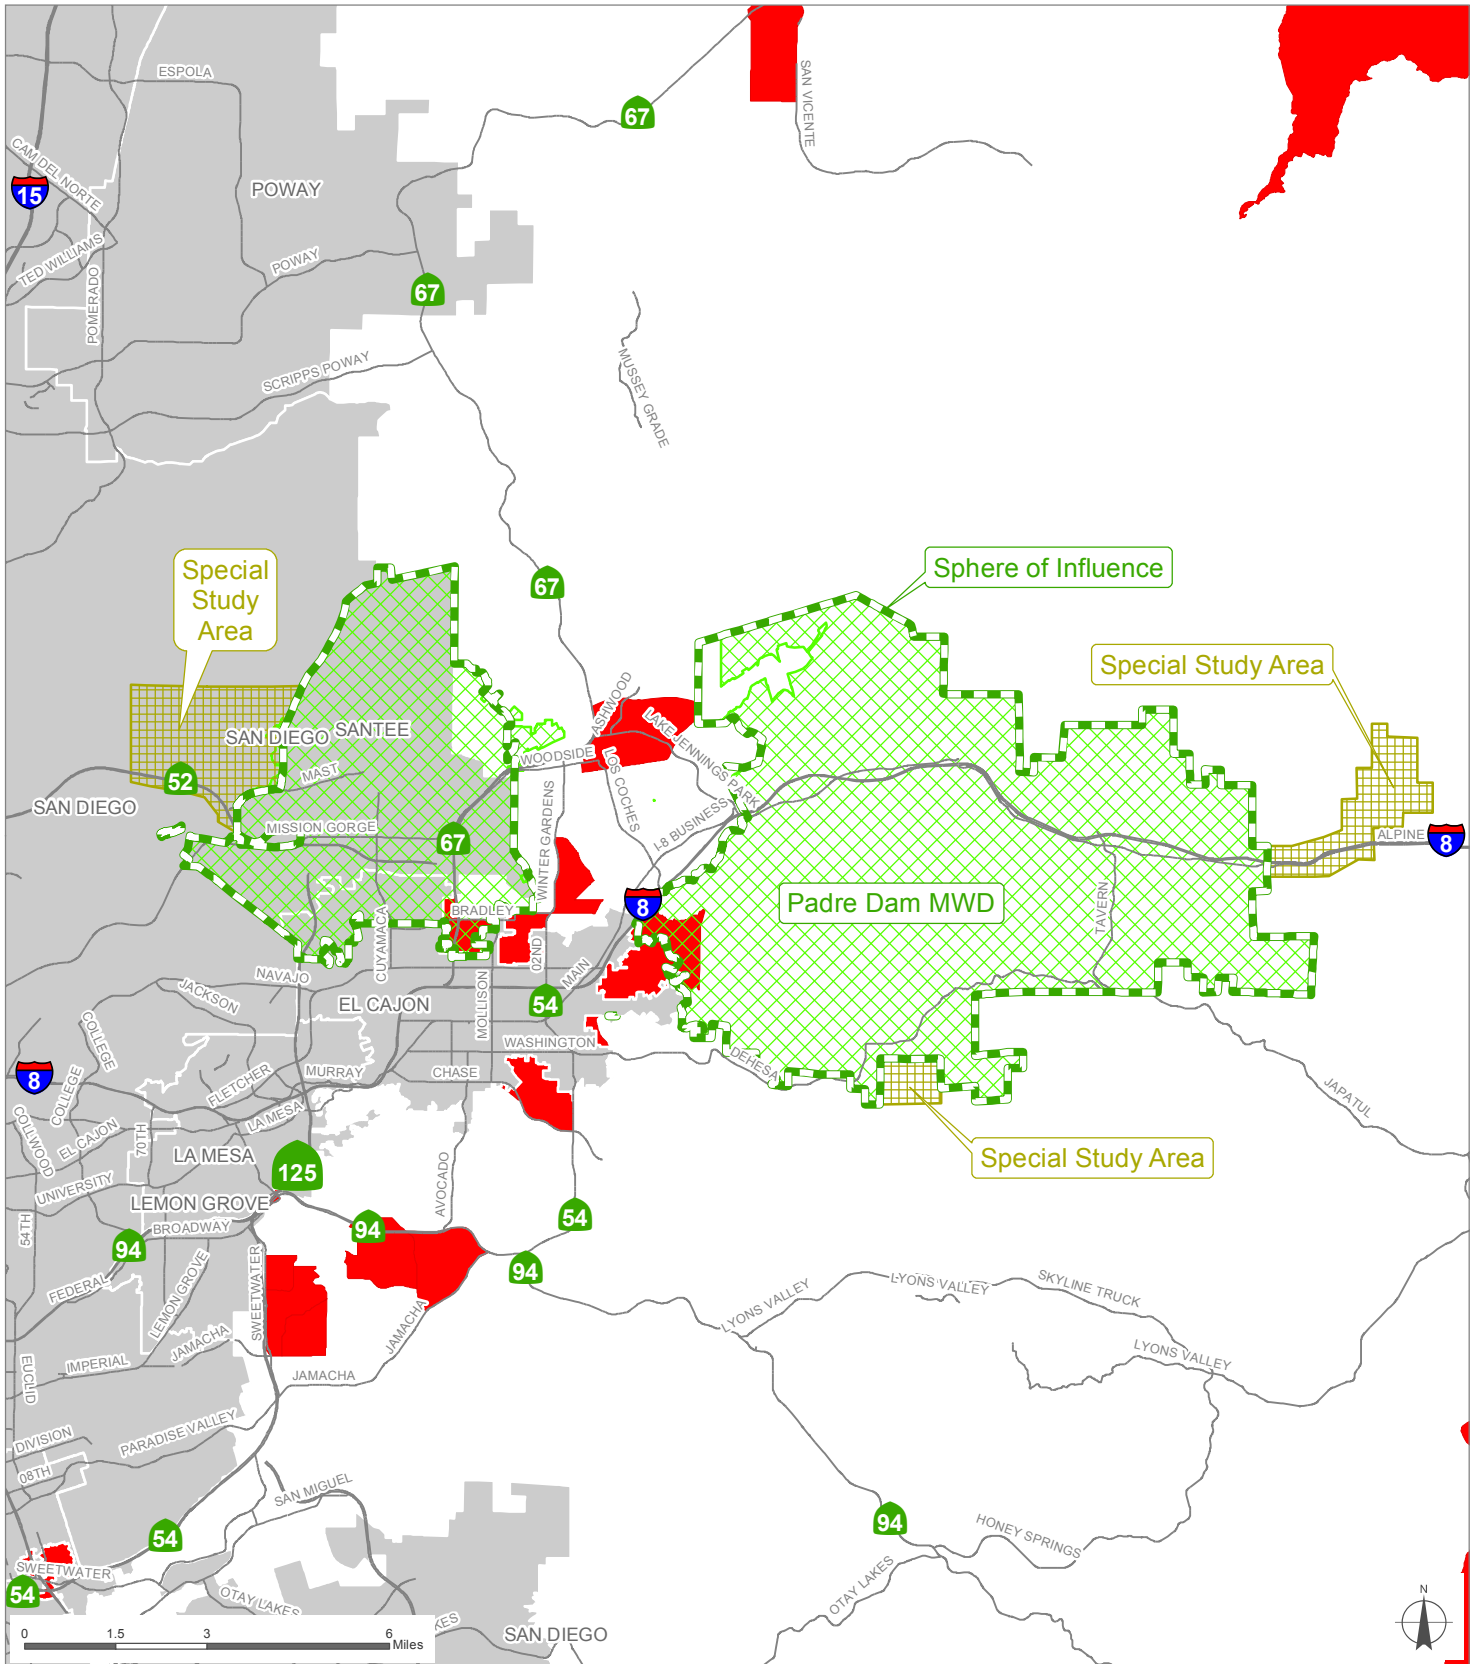 ESPOLA
67
SAN VICENTE
CAM DEL NORTE
15
POWAY
TED WILLIAMS
POWAY
67
POMERADO
SCRIPPS POWAY
MUSSEY GRADE
Special
Study
Area
67
Sphere of Influence
Special Study Area
ASHWOOD
LAKE JENNINGS PARK
SAN DIEGO
SANTEE
WOODSIDE
MAST
52
SAN DIEGO
LOS COCHES
WINTER GARDENS
I-8 BUSINESS
MISSION GORGE
67
ALPINE
8
8
Padre Dam MWD
TAVERN
BRADLEY
CUYAMACA
02ND
MAIN
NAVAJO
JACKSON
EL CAJON
MOLLISON
54
COLLEGE
WASHINGTON
DEHESA
8
MURRAY
CHASE
FLETCHER
COLLEGE
LA MESA
COLLWOOD
EL CAJON
70TH
JAPATUL
LA MESA
125
Special Study Area
UNIVERSITY
AVOCADO
LEMON GROVE
54TH
BROADWAY
94
94
54
94
FEDERAL
LEMON GROVE
SWEETWATER
LYONS VALLEY
LYONS VALLEY
SKYLINE TRUCK
JAMACHA
JAMACHA
LYONS VALLEY
EUCLID
IMPERIAL
JAMACHA
PARADISE VALLEY
DIVISION
08TH
SAN MIGUEL
54
94
HONEY SPRINGS
SWEETWATER
54
OTAY LAKES
OTAY LAKES
KES
SAN DIEGO
N
0 1.5 3 6
Miles